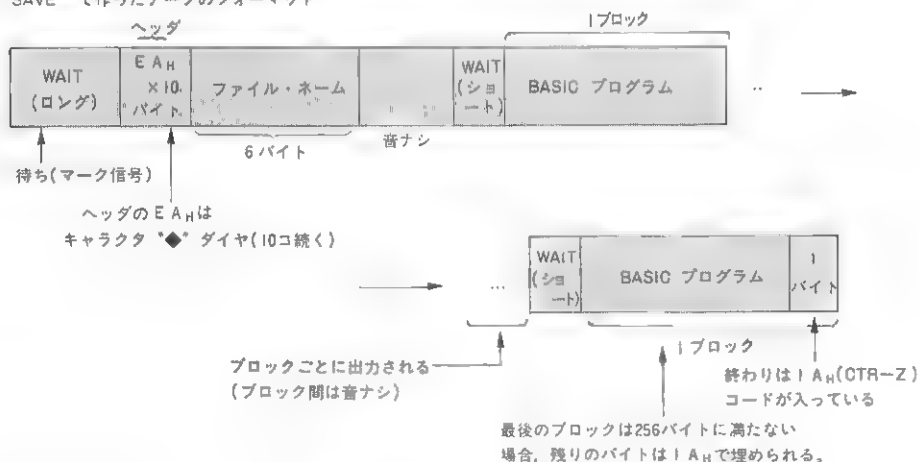 SAVE で作ったデータのフォーマット
ヘッダ
1ブロック
WAIT
(ロング)
EAH
×10
バイト
ファイル・ネーム
WAIT
(ショ
ート)
BASIC プログラム
‥
6バイト
音ナシ
待ち(マーク信号)
ヘッダのEAHは
キャラクタ "◆" ダイヤ(10コ続く)
…
WAIT
(ショ
ート)
BASIC プログラム
1
バイト
1ブロック
ブロックごとに出力される
(ブロック間は音ナシ)
終わりは1AH(CTR-Z)
コードが入っている
最後のブロックは256バイトに満たない
場合, 残りのバイトは1AHで埋められる。